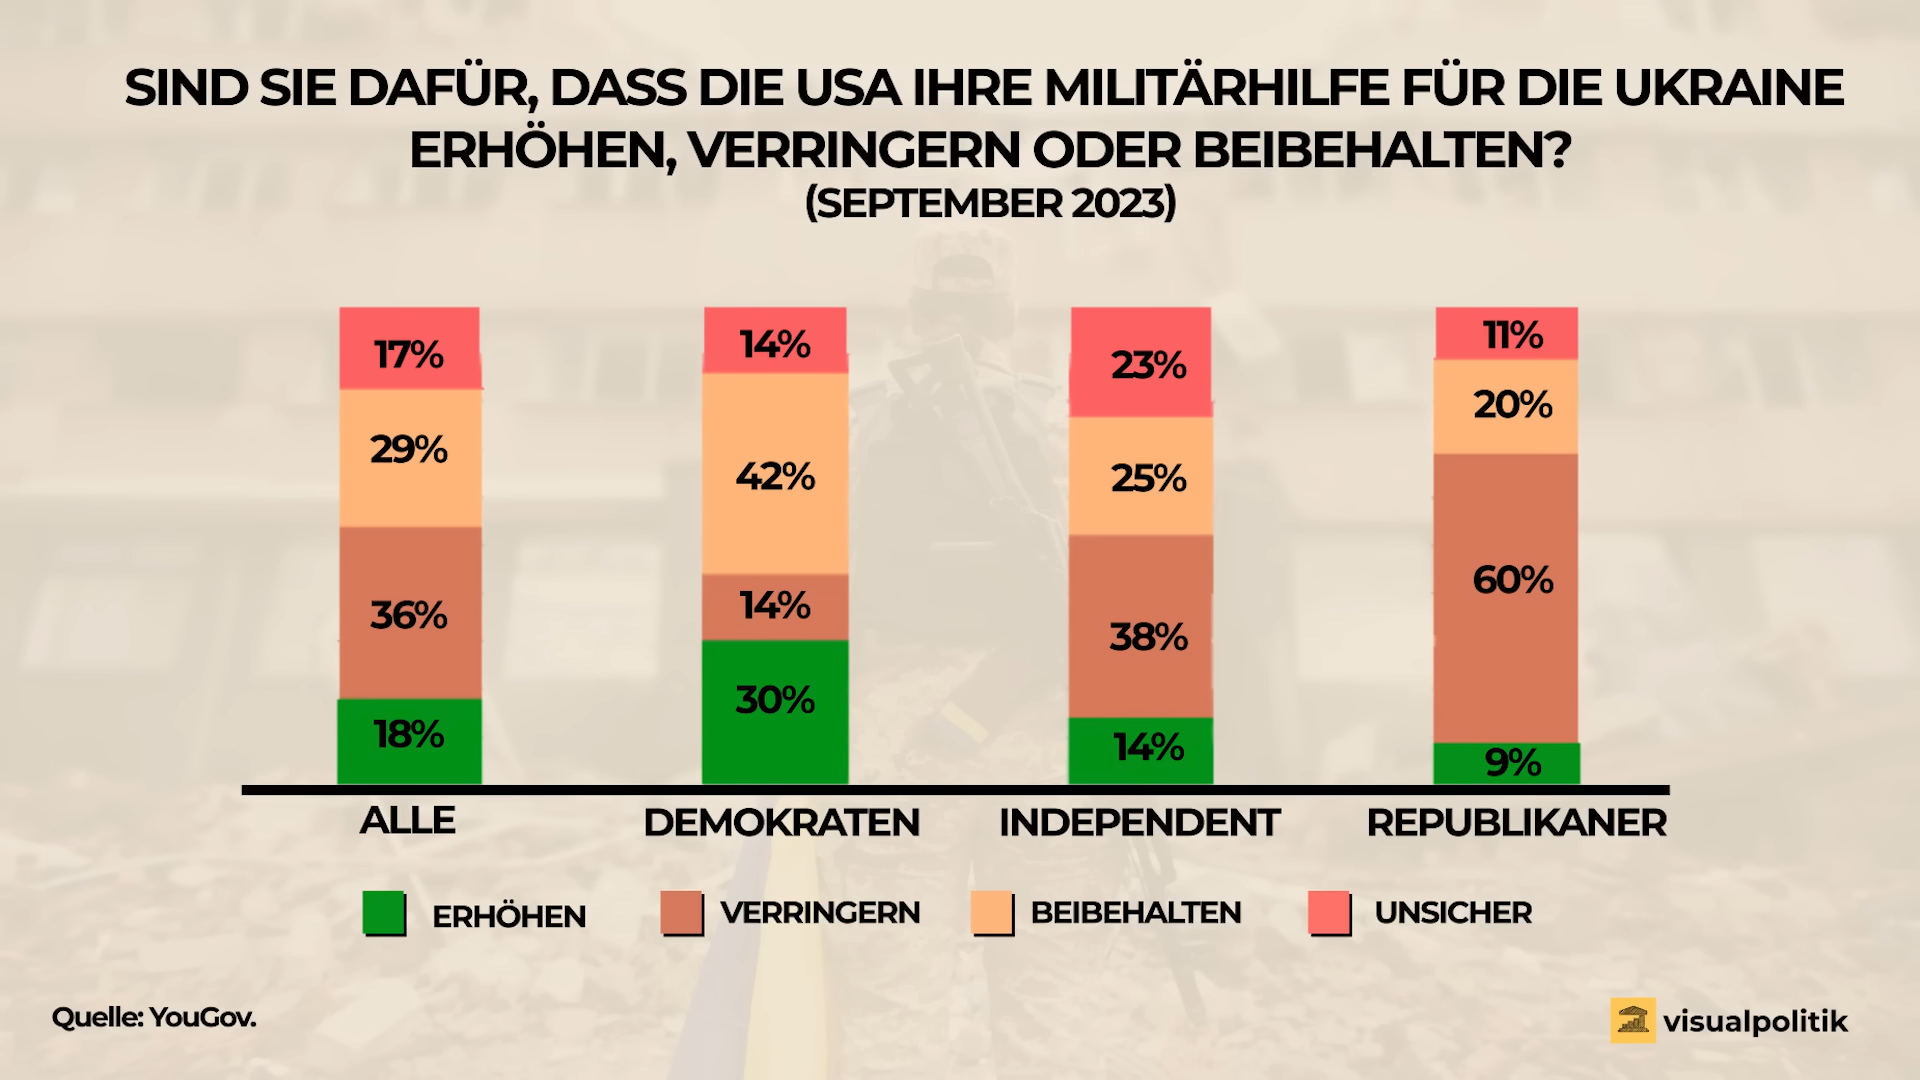 SIND SIE DAFÜR, DASS DIE USA IHRE MILITÄRHILFE FÜR DIE UKRAINE
ERHÖHEN, VERRINGERN ODER BEIBEHALTEN?
(SEPTEMBER 2023)
17%
29%
36%
18%
14%
42%
14%
30%
23%
25%
38%
14%
11%
20%
60%
9%
ALLE
DEMOKRATEN
INDEPENDENT
REPUBLIKANER
ERHÖHEN
VERRINGERN
BEIBEHALTEN
UNSICHER
Quelle: YouGov.
visualpolitik